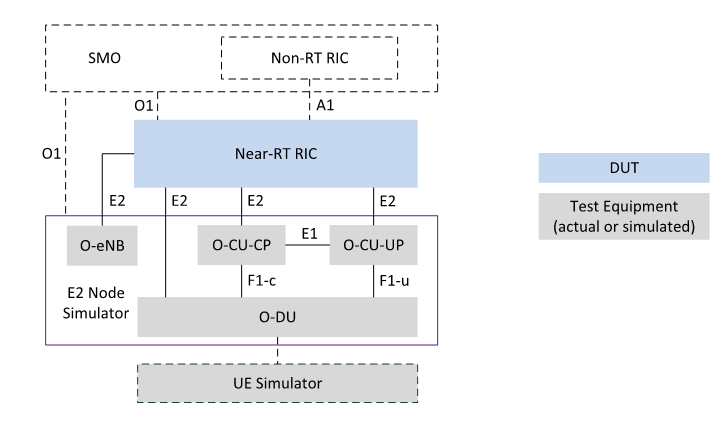 SMO
Non-RT RIC
O1
A1
O1
Near-RT RIC
DUT
E2
E2
E2
E2
Test Equipment
(actual or simulated)
O-eNB
O-CU-CP
E1
O-CU-UP
F1-c
F1-u
E2 Node
Simulator
O-DU
UE Simulator